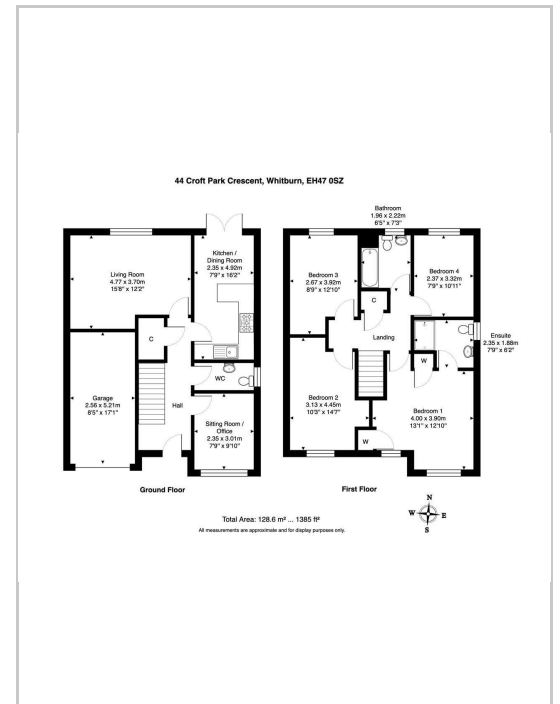 44 Croft Park Crescent, Whitburn, EH47 0SZ
Living Room
4.77 x 3.70m
15'8" x 12'2"
Kitchen /
Dining Room
2.35 x 4.92m
7'9" x 16'2"
C
Garage
2.56 x 5.21m
8'5" x 17'1"
WC
Hall
Sitting Room /
Office
2.35 x 3.01m
7'9" x 9'10"
Ground Floor
Bathroom
1.96 x 2.22m
6'5" x 7'3"
Bedroom 3
2.67 x 3.92m
8'9" x 12'10"
Bedroom 4
2.37 x 3.32m
7'9" x 10'11"
C
Landing
Ensuite
2.35 x 1.88m
7'9" x 6'2"
W
Bedroom 2
3.13 x 4.45m
10'3" x 14'7"
Bedroom 1
4.00 x 3.90m
13'1" x 12'10"
W
First Floor
N
W
E
S
Total Area: 128.6 m² ... 1385 ft²
All measurements are approximate and for display purposes only.